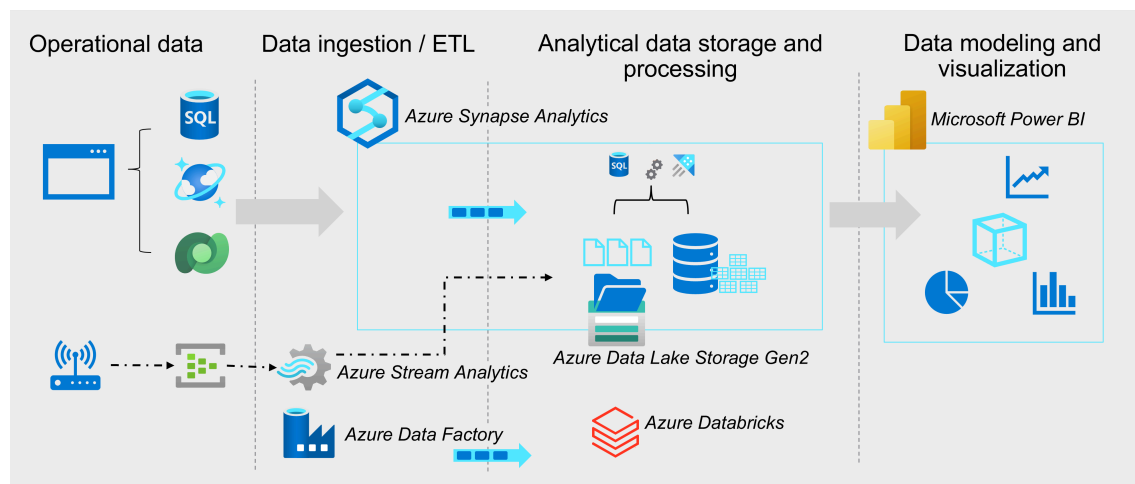 Operational data
Data ingestion / ETL
Analytical data storage and
processing
Data modeling and
visualization
SQL
Azure Synapse Analytics
Microsoft Power BI
SQL
Azure Data Lake Storage Gen2
Azure Stream Analytics
Azure Data Factory
Azure Databricks